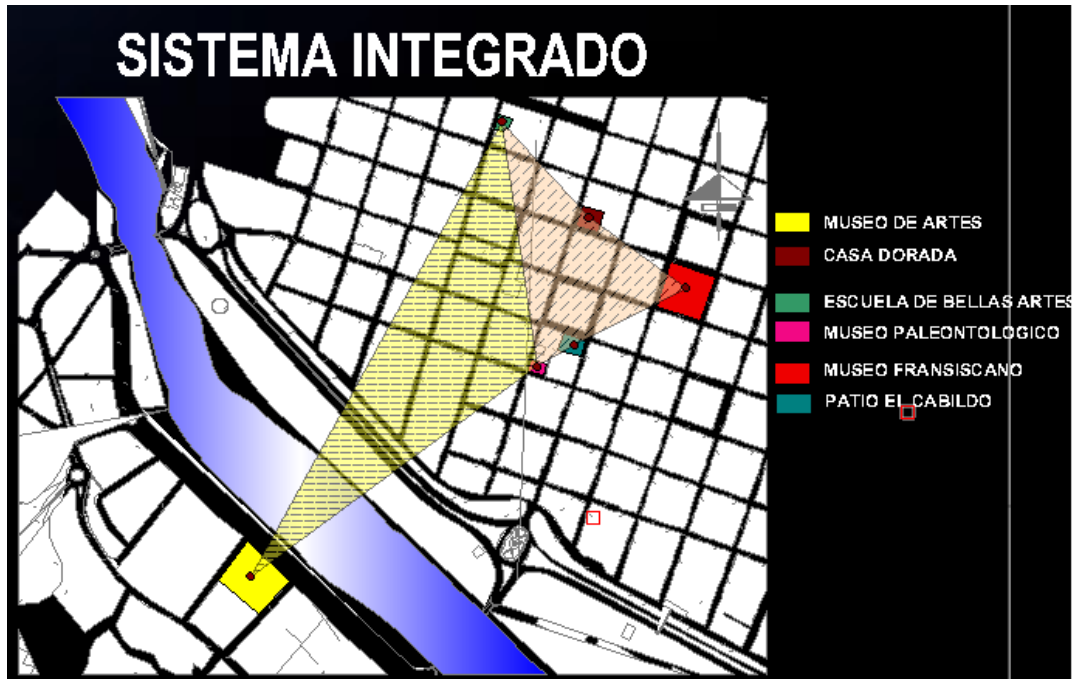 SISTEMA INTEGRADO
MUSEO DE ARTES
CASA DORADA
ESCUELA DE BELLAS ARTES
MUSEO PALEONTOLOGICO
MUSEO FRANSISCANO
PATIO EL CABILDO